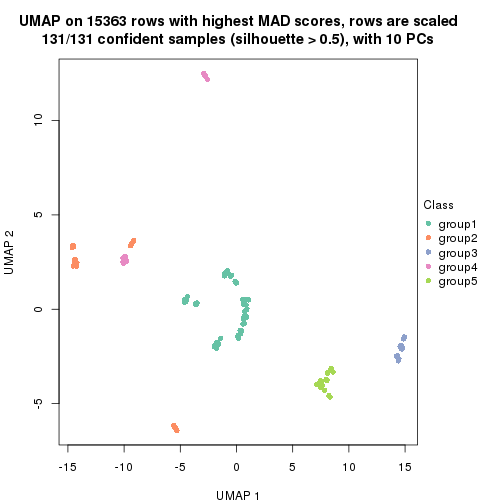 UMAP on 15363 rows with highest MAD scores, rows are scaled
131/131 confident samples (silhouette > 0.5), with 10 PCs
10
5
0
-5
UMAP 2
-15
-10
-5
0
5
10
15
UMAP 1
Class
group1
group2
group3
group4
group5